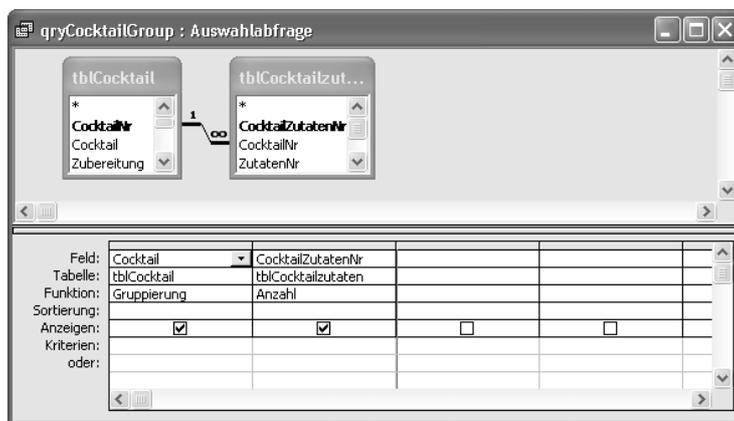 qryCocktailGroup : Auswahlabfrage
tblCocktail
*
CocktailNr
Cocktail
Zubereitung
1
∞
tblCocktailzut...
*
CocktailZutatenNr
CocktailNr
ZutatenNr
Feld: Cocktail CocktailZutatenNr
Tabelle: tblCocktail tblCocktailzutaten
Funktion: Gruppierung Anzahl
Sortierung:
Anzeigen:
Kriterien:
oder: